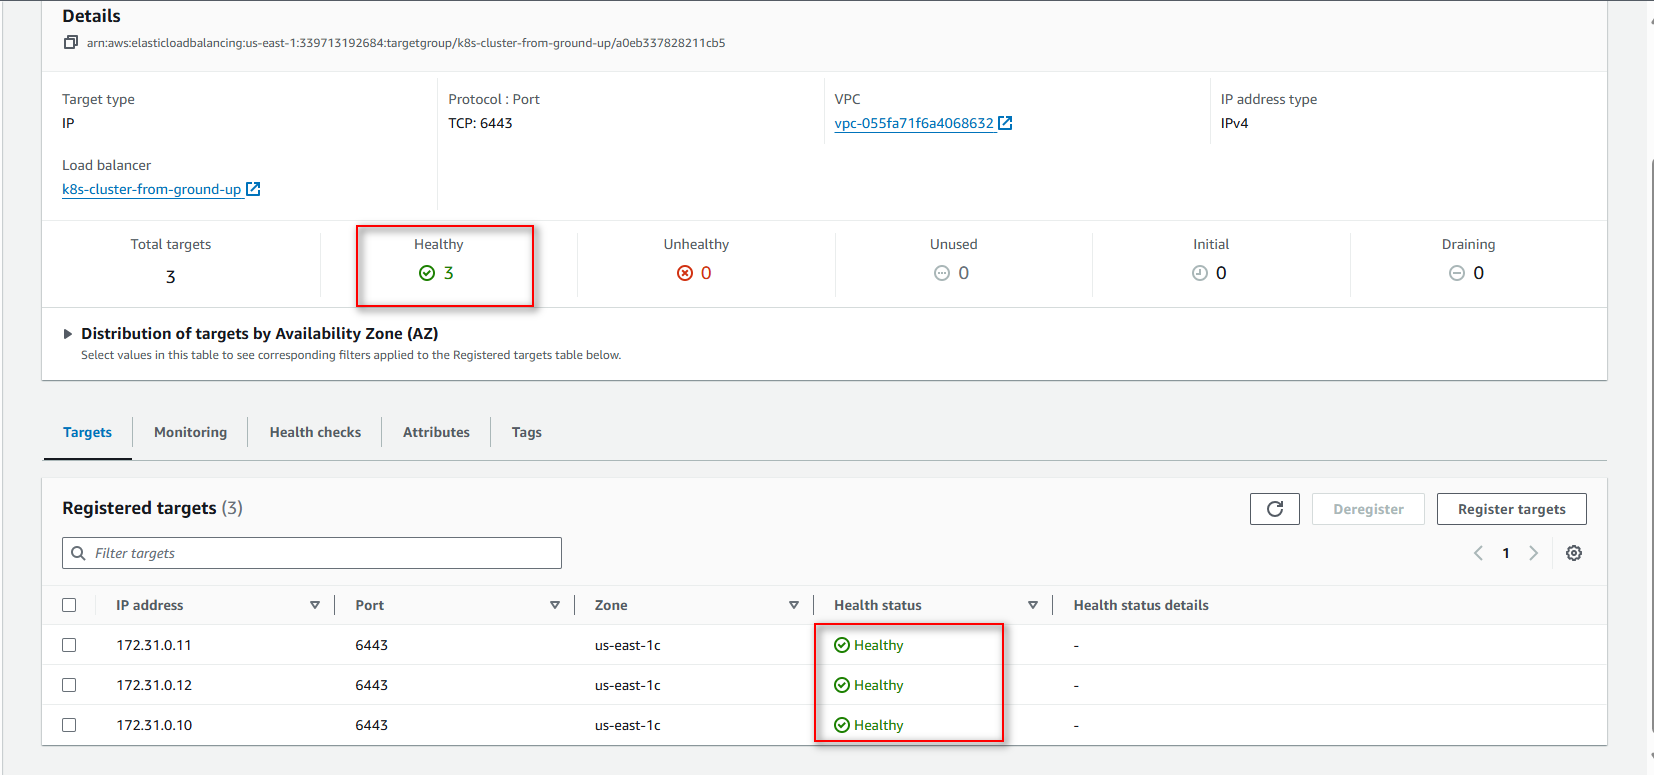 Details
arn:aws:elasticloadbalancing:us-east-1:339713192684:targetgroup/k8s-cluster-from-ground-up/a0eb337828211cb5
Target type
IP
Protocol : Port
TCP: 6443
VPC
vpc-055fa71f6a4068632
IP address type
IPv4
Load balancer
k8s-cluster-from-ground-up
Total targets
3
Healthy
3
Unhealthy
0
Unused
0
Initial
0
Draining
0
Distribution of targets by Availability Zone (AZ)
Select values in this table to see corresponding filters applied to the Registered targets table below.
Targets Monitoring Health checks Attributes Tags
Registered targets (3)
Deregister Register targets
Filter targets
1
IP address Port Zone Health status Health status details
172.31.0.11 6443 us-east-1c Healthy -
172.31.0.12 6443 us-east-1c Healthy -
172.31.0.10 6443 us-east-1c Healthy -